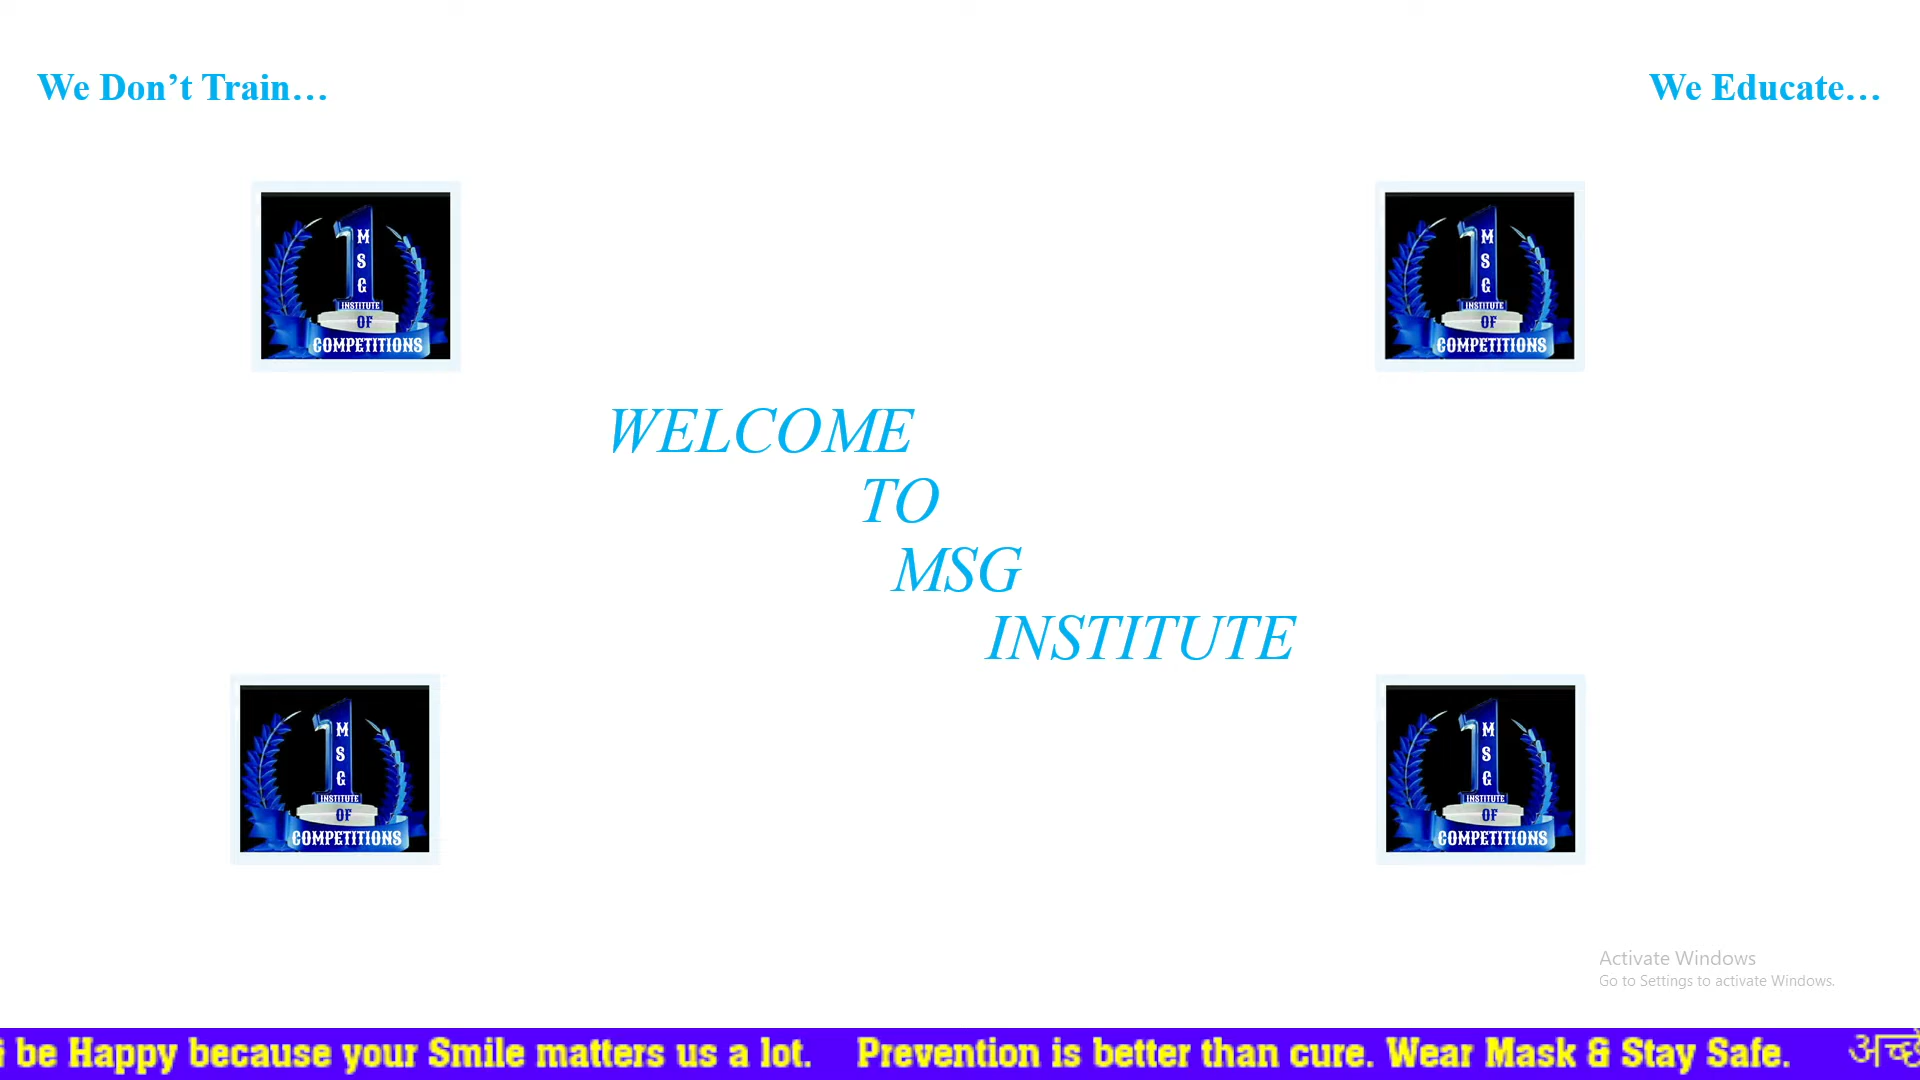 We Don’t Train…
We Educate…
M
S
G
INSTITUTE
OF
COMPETITIONS
M
S
G
INSTITUTE
OF
COMPETITIONS
WELCOME
TO
MSG
INSTITUTE
M
S
G
INSTITUTE
OF
COMPETITIONS
M
S
G
INSTITUTE
OF
COMPETITIONS
Activate Windows
Go to Settings to activate Windows.
be Happy because your Smile matters us a lot. Prevention is better than cure. Wear Mask & Stay Safe.